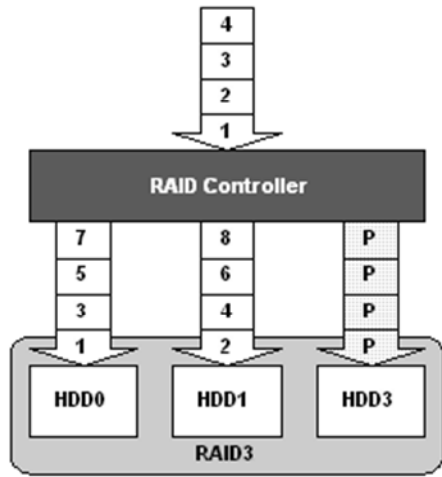 4
3
2
1
RAID Controller
7 8 P
5 6 P
3 4 P
1 2 P
HDD0 HDD1 HDD3
RAID3